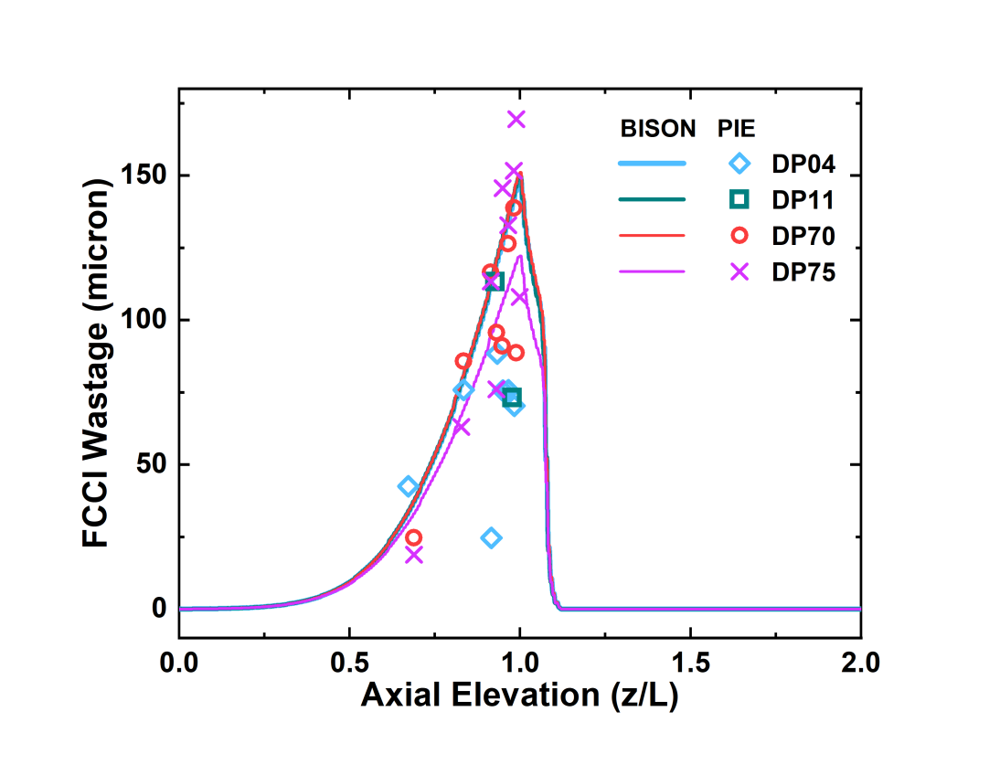 BISON PIE
DP04
DP11
DP70
DP75
150
100
50
0
0.0 0.5 1.0 1.5 2.0
Axial Elevation (z/L)
FCCI Wastage (micron)